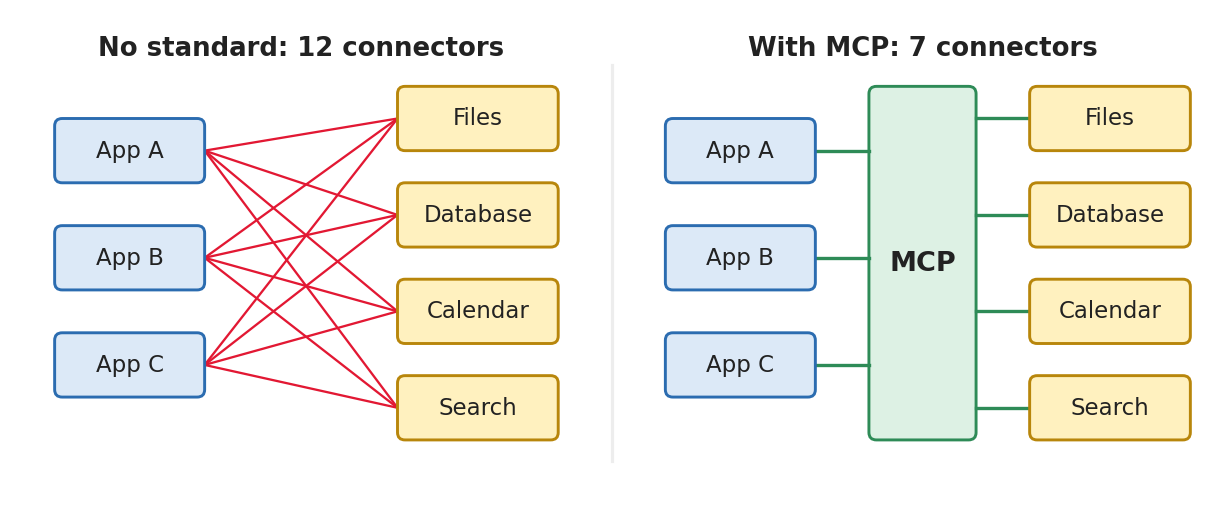 No standard: 12 connectors
App A
App B
App C
Files
Database
Calendar
Search
With MCP: 7 connectors
App A
App B
App C
MCP
Files
Database
Calendar
Search